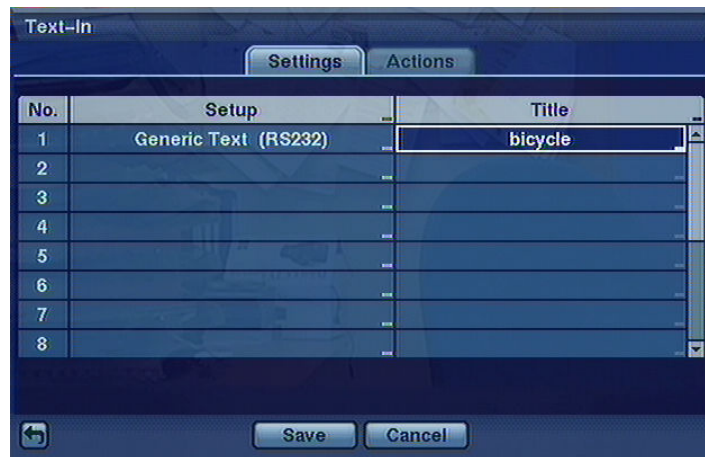 Text-In
Settings Actions
No. Setup Title
1 Generic Text (RS232) bicycle
2
3
4
5
6
7
8
Save Cancel